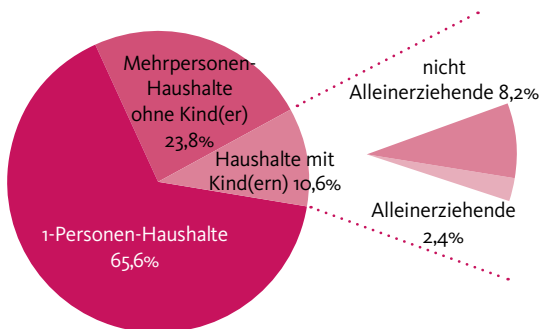 Mehrpersonen-
Haushalte
ohne Kind(er)
23,8%
nicht
Alleinerziehende 8,2%
Haushalte mit
Kind(ern) 10,6%
Alleinerziehende
2,4%
1-Personen-Haushalte
65,6%